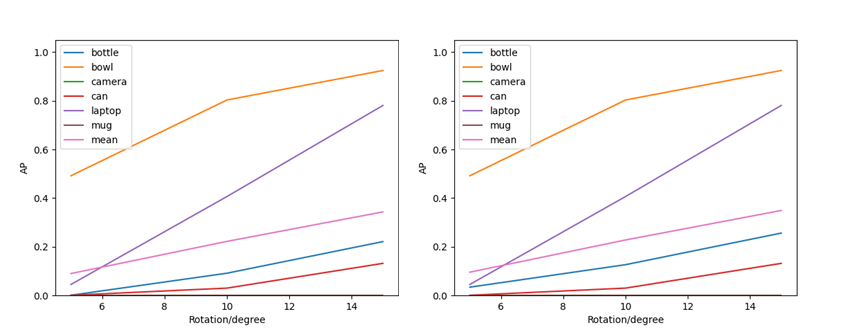 1.0
0.8
0.6
0.4
0.2
0.0
AP
bottle
bowl
camera
can
laptop
mug
mean
6
8
10
12
14
Rotation/degree
1.0
0.8
0.6
0.4
0.2
0.0
AP
bottle
bowl
camera
can
laptop
mug
mean
6
8
10
12
14
Rotation/degree